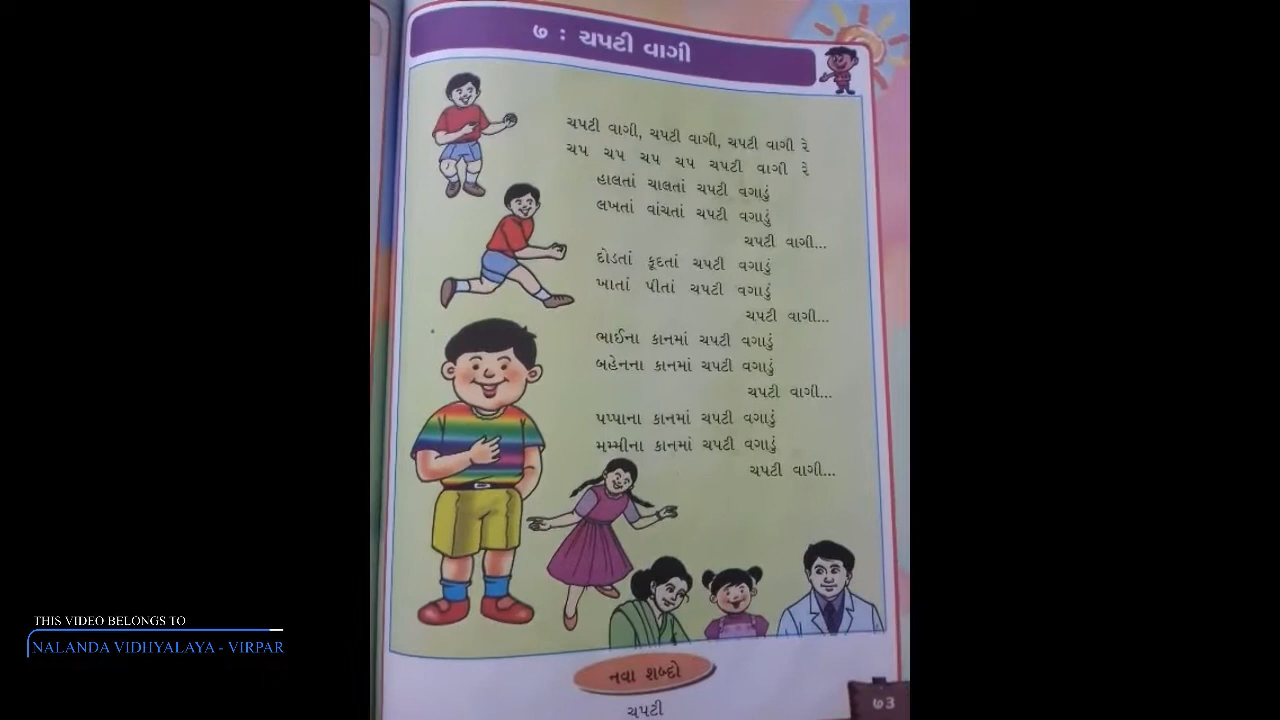 ૭ : ચપટી વાગી
ચપટી વાગી, ચપટી વાગી, ચપટી વાગી રે
ચપ ચપ ચપ ચપ ચપટી વાગી રે
હાલતાં ચાલતાં ચપટી વગાડું
લખતાં વાંચતાં ચપટી વગાડું
ચપટી વાગી...
દોડતાં કૂદતાં ચપટી વગાડું
ખાતાં પીતાં ચપટી વગાડું
ચપટી વાગી...
ભાઈના કાનમાં ચપટી વગાડું
બહેનના કાનમાં ચપટી વગાડું
ચપટી વાગી...
પપ્પાના કાનમાં ચપટી વગાડું
મમ્મીના કાનમાં ચપટી વગાડું
ચપટી વાગી...
નવા શબ્દો
ચપટી
૭૩
THIS VIDEO BELONGS TO
NALANDA VIDHYALAYA - VIRPAR